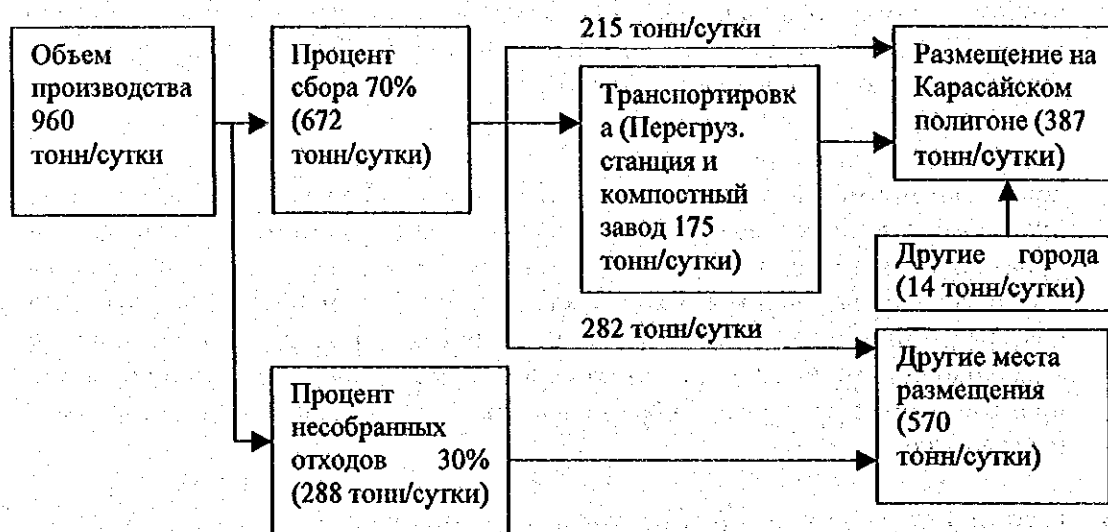 Объем
производства
960
тонн/сутки
Процент
сбора 70%
(672
тонн/сутки)
215 тонн/сутки
Транспортировк
а (Перегруз.
станция и
компостный
завод 175
тонн/сутки)
Размещение на
Карасайском
полигоне (387
тонн/сутки)
Другие города
(14 тонн/сутки)
282 тонн/сутки
Другие места
размещения
(570
тонн/сутки)
Процент
несобранных
отходов 30%
(288 тонн/сутки)